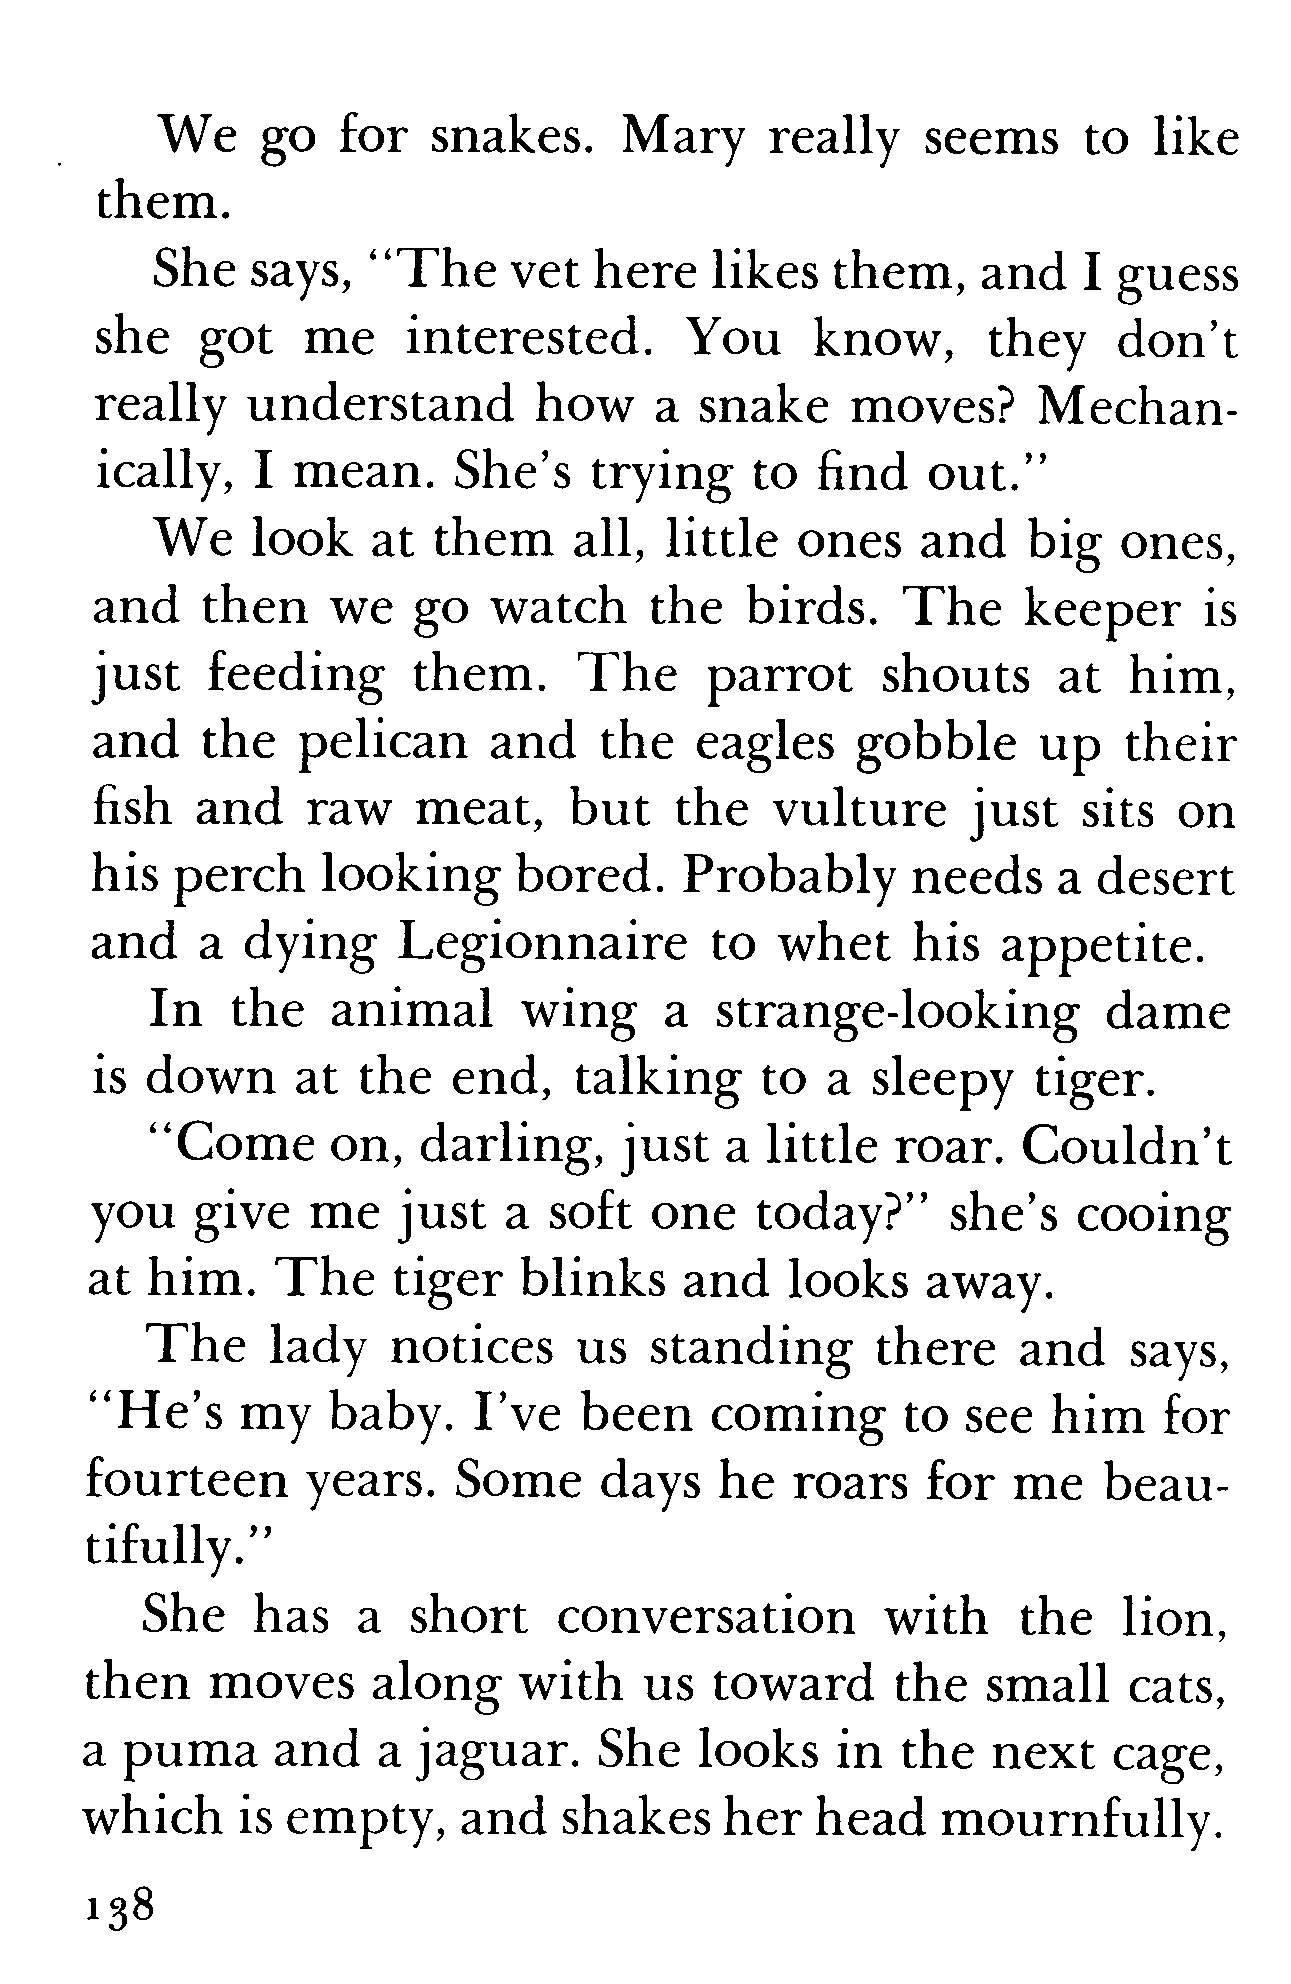 We go for snakes. Mary really seems to like
them.
She says, "The vet here likes them, and I guess
she got me interested. You know, they don't
really understand how a snake moves? Mechan-
ically, I mean. She's trying to find out."
We look at them all, little ones and big ones,
and then we go watch the birds. The keeper is
just feeding them. The parrot shouts at him,
and the pelican and the eagles gobble up their
fish and raw meat, but the vulture just sits on
his perch looking bored. Probably needs a desert
and a dying Legionnaire to whet his appetite.
In the animal wing a strange-looking dame
is down at the end, talking to a sleepy tiger.
"Come on, darling, just a little roar. Couldn't
you give me just a soft one today?" she's cooing
at him. The tiger blinks and looks away.
The lady notices us standing there and says,
"He's my baby. I've been coming to see him for
fourteen years. Some days he roars for me beau-
tifully."
She has a short conversation with the lion,
then moves along with us toward the small cats,
a puma and a jaguar. She looks in the next cage,
which is empty, and shakes her head mournfully.
138